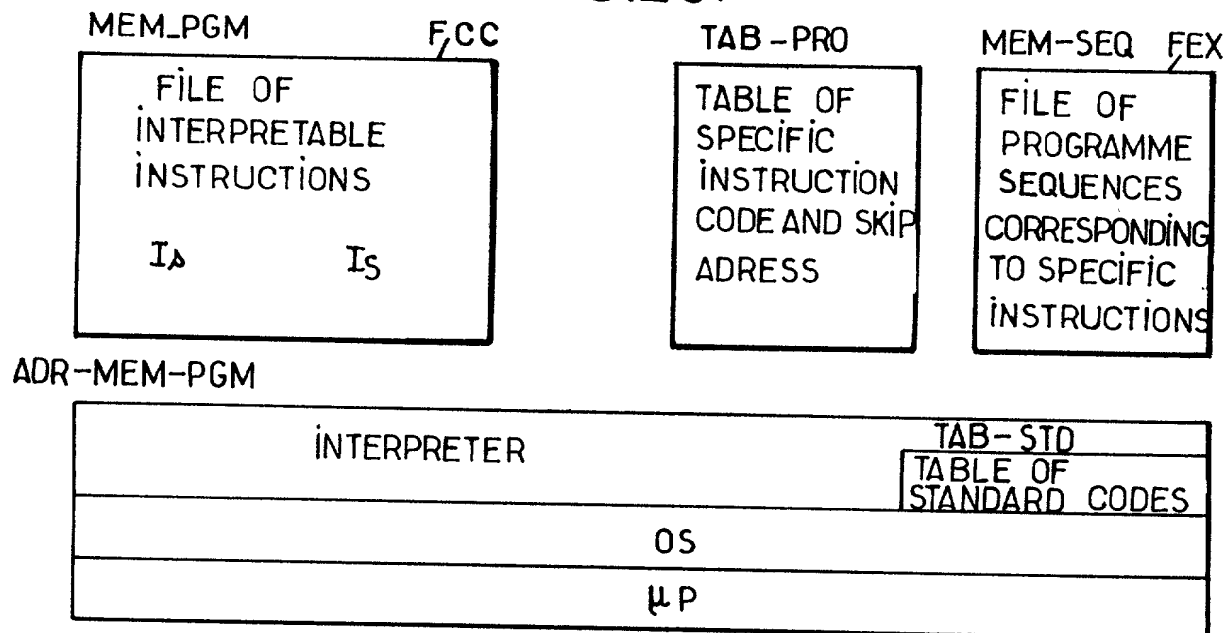 MEM_PGM
F,CC
FILE OF
INTERPRETABLE
INSTRUCTIONS
Is
IS
TAB-PRO
TABLE OF
SPECIFIC
INSTRUCTION
CODE AND SKIP
ADRESS
MEM-SEQ
FEX
FILE OF
PROGRAMME
SEQUENCES
CORRESPONDING
TO SPECIFIC
INSTRUCTIONS
ADR-MEM-PGM
INTERPRETER
TAB-STD
TABLE OF
STANDARD CODES
OS
µP